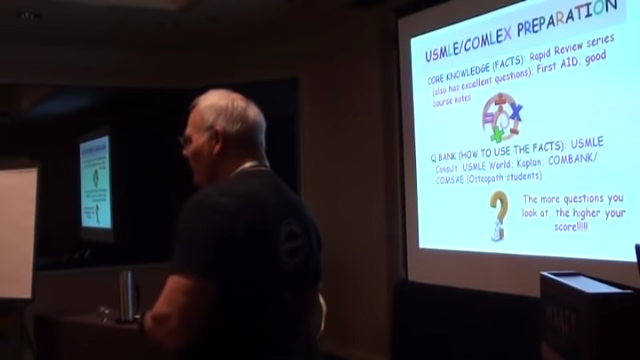 USMLE/COMLEX PREPARATION
CORE KNOWLEDGE (FACTS): Rapid Review series
(also has excellent questions); First AID; good
course notes
Q BANK (HOW TO USE THE FACTS): USMLE
Consult; USMLE World; Kaplan; COMBANK/
COMSAE (Osteopath students)
The more questions you
look at, the higher your
score!!!!!